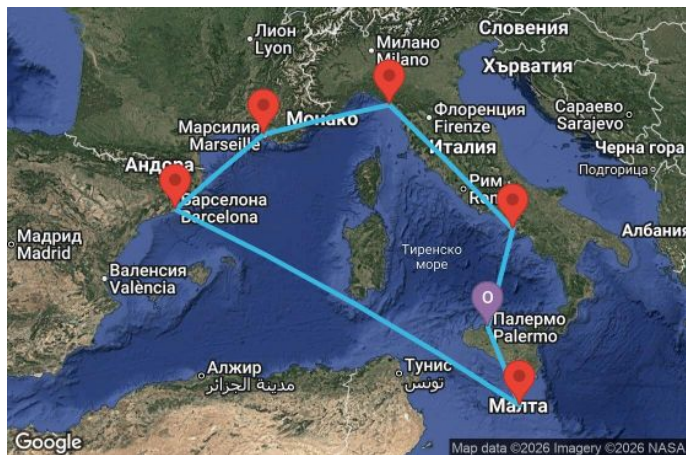 Лион
Lyon
Милано
Milano
Словения
Хърватия
Марсилия
Marseille
Монако
Флоренция
Firenze
Италия
Сараево
Sarajevo
Черна гора
Подгорица
Андора
Барселона
Barcelona
Рим
Албания
Мадрид
Madrid
Валенсия
València
Тиренско
море
O
Палермо
Palermo
Алжир
مدينة الجزائر
Тунис
تونس
Малта
Google
Map data ©2026 Imagery ©2026 NASA